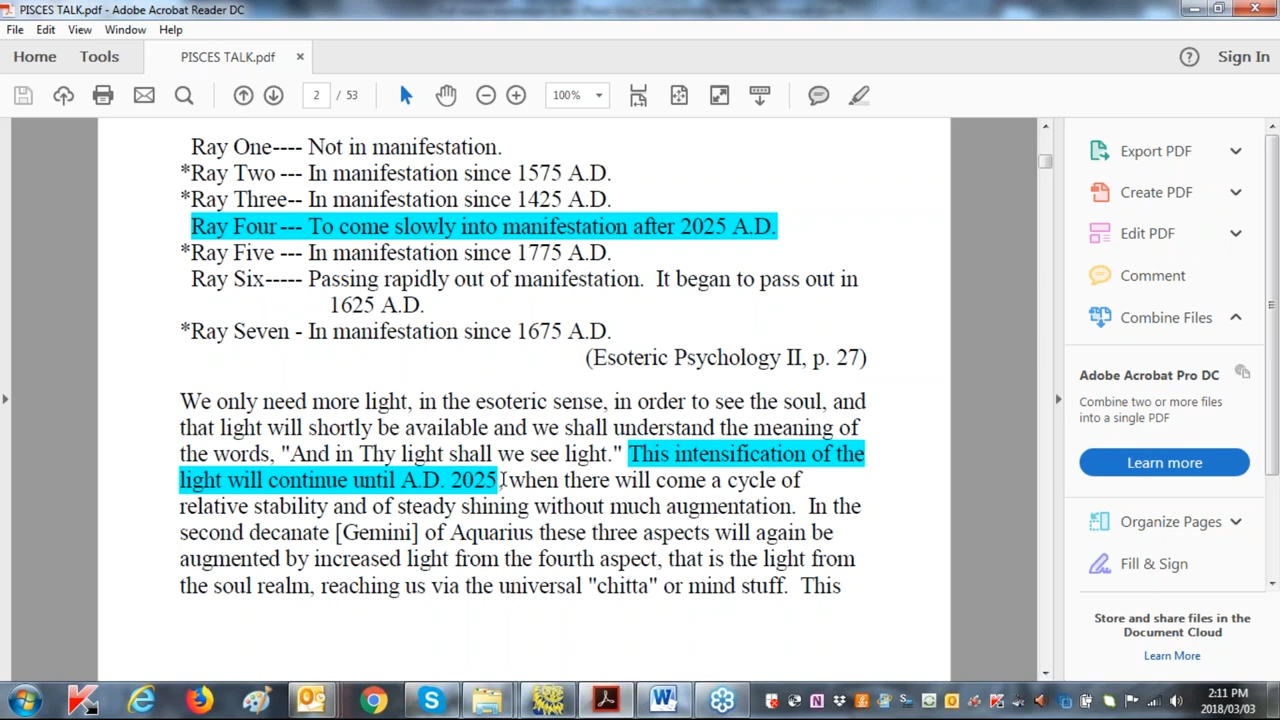 PISCES TALK.pdf - Adobe Acrobat Reader DC
File Edit View Window Help
Home Tools PISCES TALK.pdf × Sign In
2 / 53 100%
Ray One---- Not in manifestation.
*Ray Two --- In manifestation since 1575 A.D.
*Ray Three-- In manifestation since 1425 A.D.
Ray Four--- To come slowly into manifestation after 2025 A.D.
*Ray Five --- In manifestation since 1775 A.D.
Ray Six----- Passing rapidly out of manifestation.  It began to pass out in
1625 A.D.
*Ray Seven - In manifestation since 1675 A.D.
(Esoteric Psychology II, p. 27)
We only need more light, in the esoteric sense, in order to see the soul, and
that light will shortly be available and we shall understand the meaning of
the words, "And in Thy light shall we see light." This intensification of the
light will continue until A.D. 2025, when there will come a cycle of
relative stability and of steady shining without much augmentation.  In the
second decanate [Gemini] of Aquarius these three aspects will again be
augmented by increased light from the fourth aspect, that is the light from
the soul realm, reaching us via the universal "chitta" or mind stuff.  This
Export PDF
Create PDF
Edit PDF
Comment
Combine Files
Adobe Acrobat Pro DC
Combine two or more files
into a single PDF
Learn more
Organize Pages
Fill & Sign
Store and share files in the
Document Cloud
Learn More
2:11 PM
2018/03/03